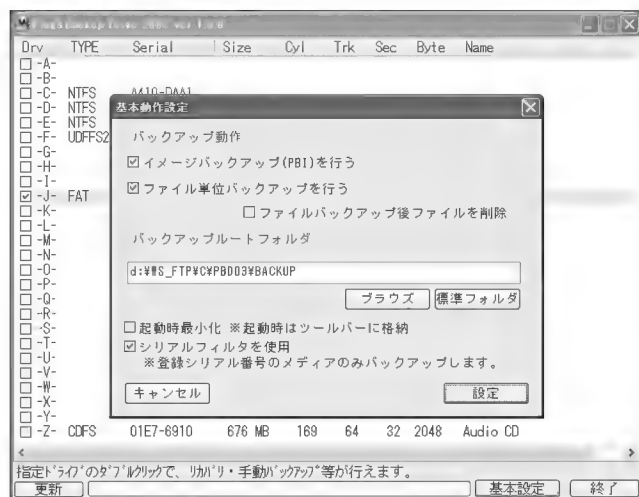 Drv TYPE Serial Size Cyl Trk Sec Byte Name
-A-
-B-
-C- NTFS A410-DAA1
-D- NTFS
-E- NTFS
-F- UDFFS2
-G-
-H-
-I-
-J- FAT
-K-
-L-
-M-
-N-
-O-
-P-
-Q-
-R-
-S-
-T-
-U-
-V-
-W-
-X-
-Y-
-Z- CDFS 01E7-6910 676 MB 169 64 32 2048 Audio CD
基本動作設定
バックアップ動作
イメージバックアップ(PBI)を行う
ファイル単位バックアップを行う
ファイルバックアップ後ファイルを削除
バックアップルートフォルダ
d:¥WS_FTP¥C¥PBD03¥BACKUP
ブラウズ 標準フォルダ
起動時最小化 ※起動時はツールバーに格納
シリアルフィルタを使用
※登録シリアル番号のメディアのみバックアップします。
キャンセル 設定
指定ドライブのダブルクリックで、リカバリ・手動バックアップ等が行えます。
更新 基本設定 終了